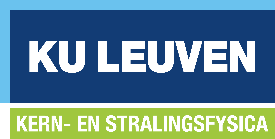 KU LEUVEN
KERN- EN STRALINGSFYSICA